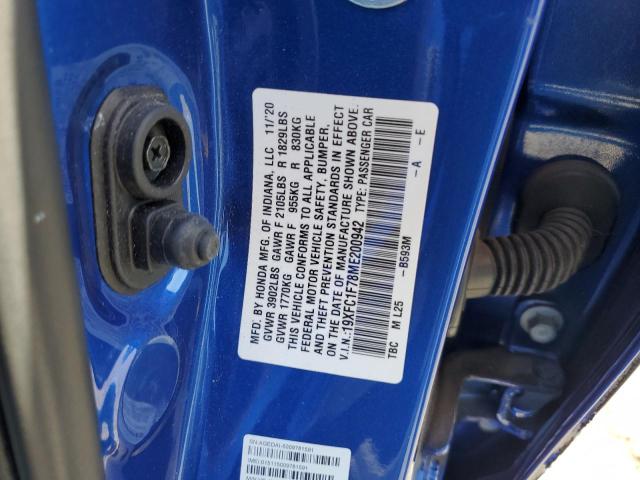 MFD. BY HONDA MFG. OF INDIANA, LLC 11/'20
GVWR 3902LBS GAWR F 2105LBS R 1829LBS
GVWR 1770KG GAWR F 955KG R 830KG
THIS VEHICLE CONFORMS TO ALL APPLICABLE
FEDERAL MOTOR VEHICLE SAFETY, BUMPER,
AND THEFT PREVENTION STANDARDS IN EFFECT
ON THE DATE OF MANUFACTURE SHOWN ABOVE.
V.I.N.:19XFC1F78ME200942 TYPE: PASSENGER CAR
TBC M L25 -B593M -A -E